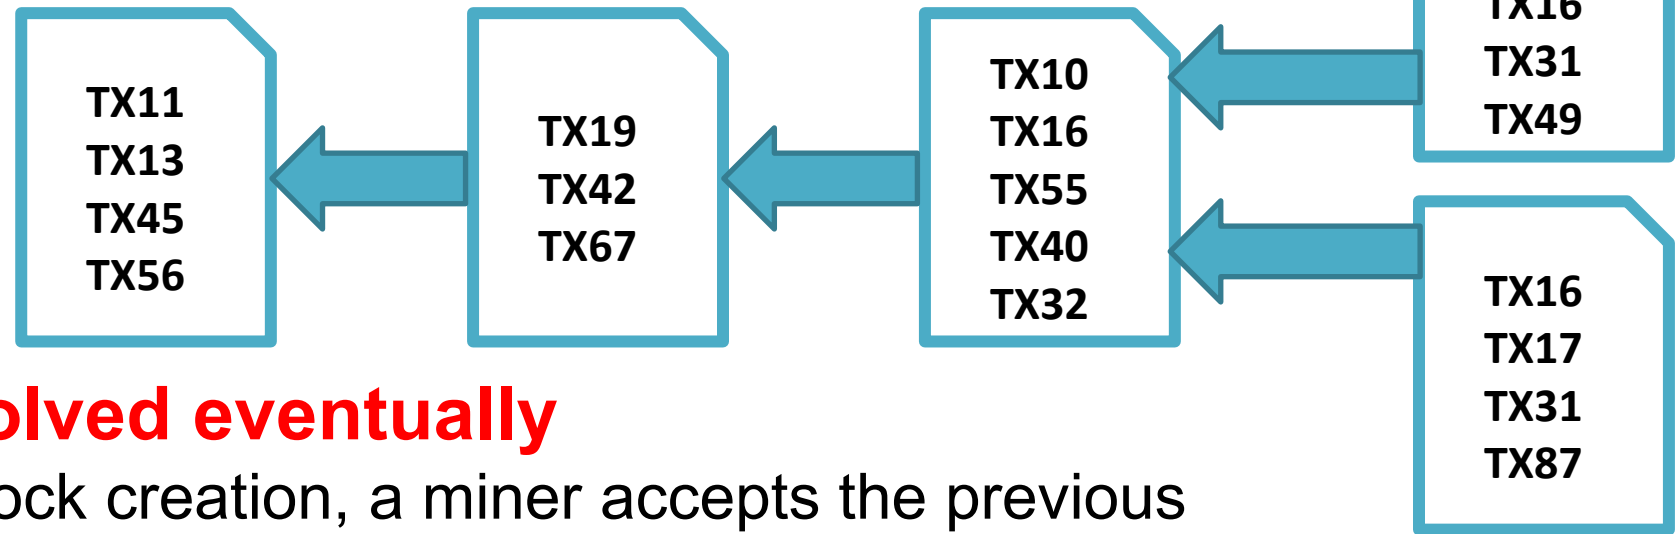 TX11
TX13
TX45
TX56
TX19
TX42
TX67
TX10
TX16
TX55
TX40
TX32
TX16
TX31
TX49
TX16
TX17
TX31
TX87
olved eventually
ock creation, a miner accepts the previous